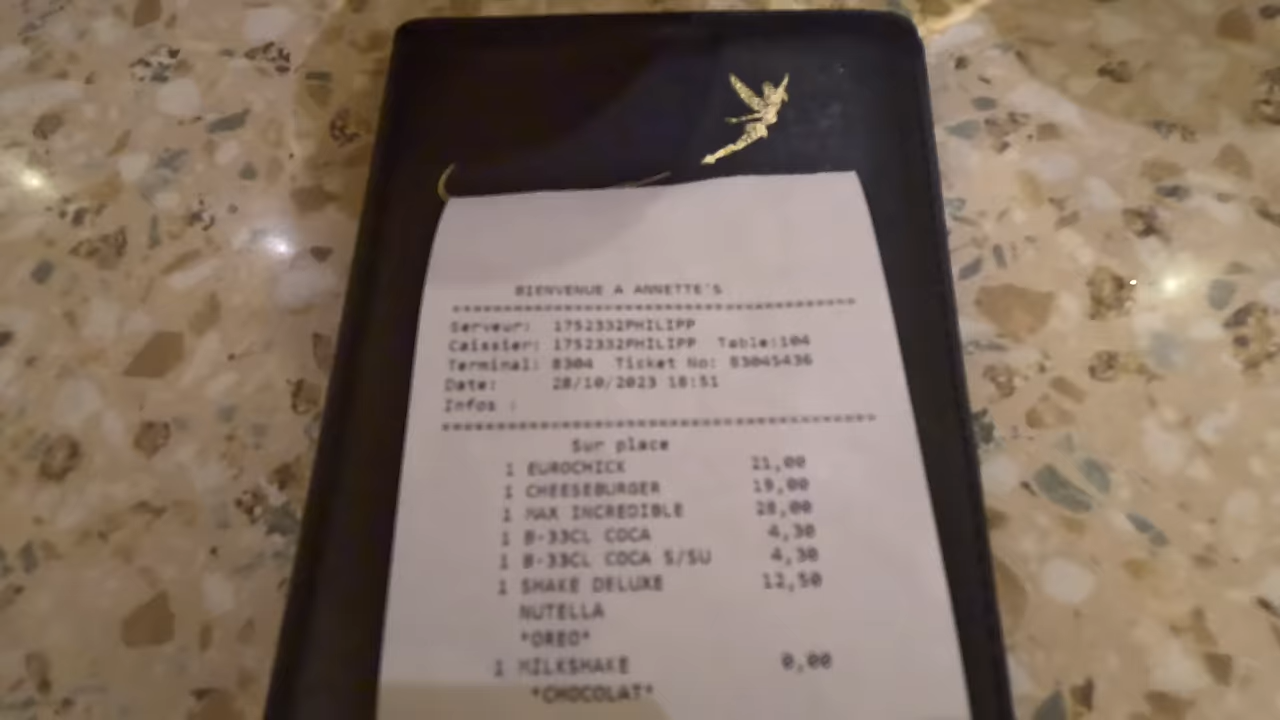 BIENVENUE A ANNETTE'S
****************************************
Serveur: 1752332PHILIPP
Caissier: 1752332PHILIPP Table:104
Terminal: 8304 Ticket No: 83045436
Date: 28/10/2023 18:51
Infos :
****************************************
Sur place
1 EUROCHICK 21,00
1 CHEESEBURGER 19,00
1 MAX INCREDIBLE 28,00
1 B-33CL COCA 4,30
1 B-33CL COCA S/SU 4,30
1 SHAKE DELUXE 12,50
NUTELLA
*OREO*
1 MILKSHAKE 0,00
*CHOCOLAT*